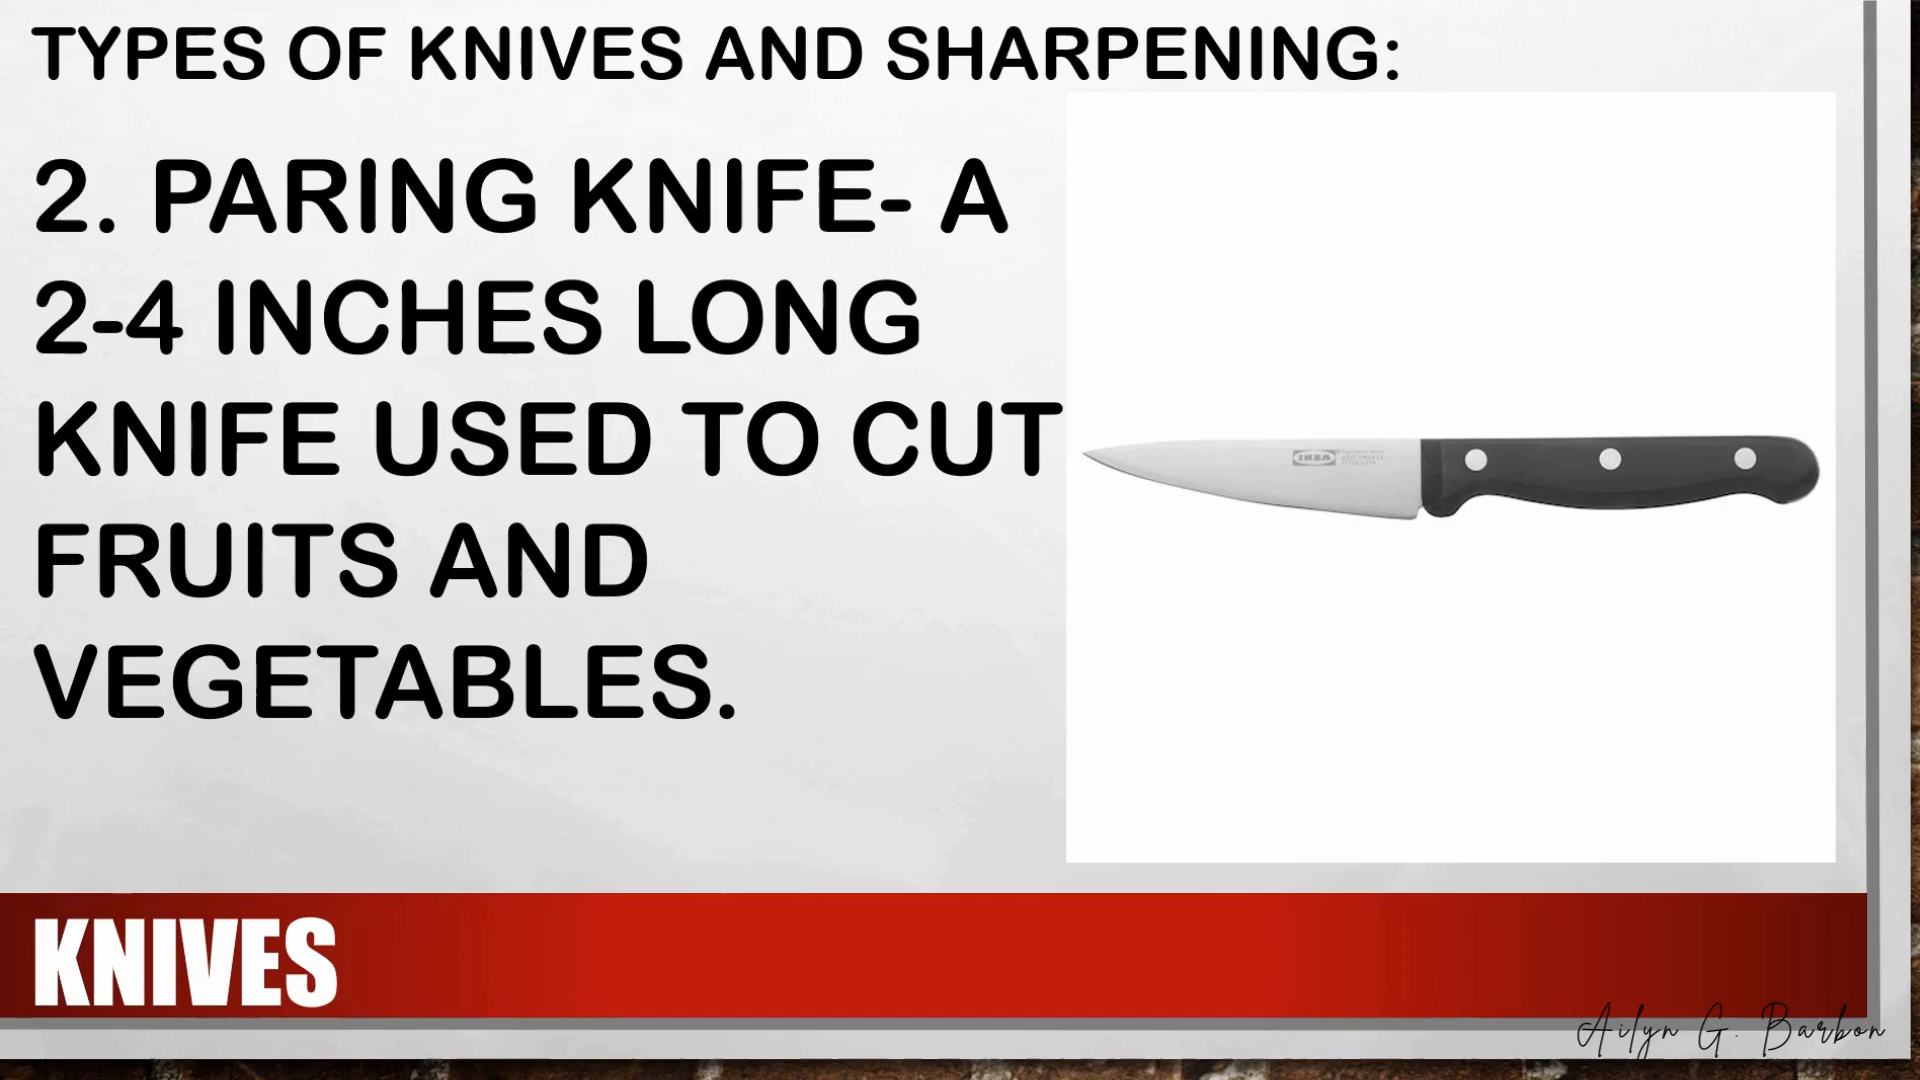 TYPES OF KNIVES AND SHARPENING:
2. PARING KNIFE- A
2-4 INCHES LONG
KNIFE USED TO CUT
FRUITS AND
VEGETABLES.
IKEA
KNIVES
Ailyn G. Barbon